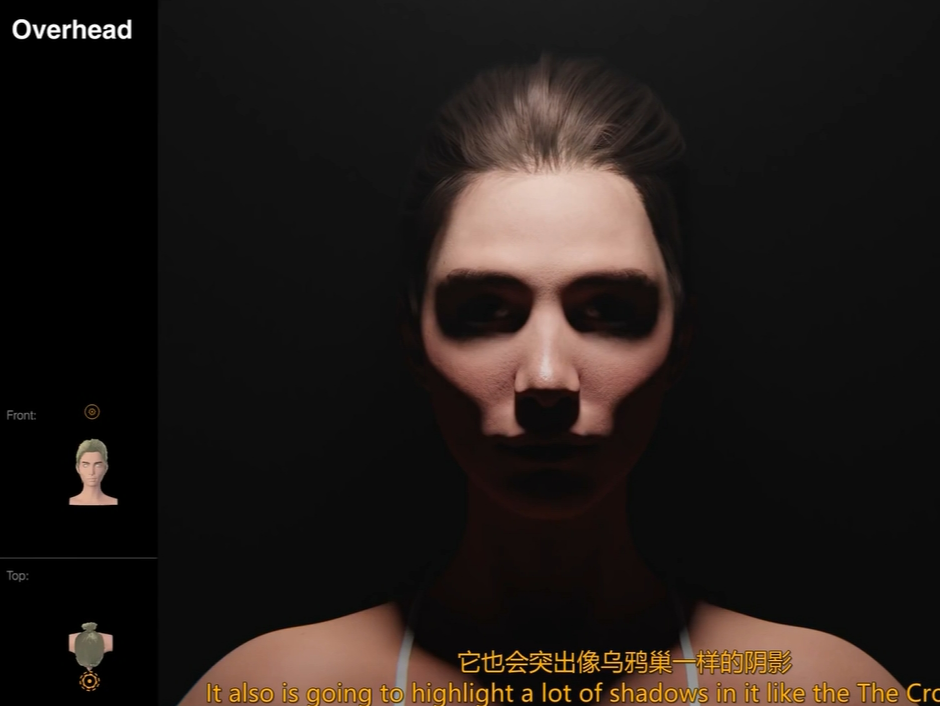 Overhead
Front:
Top:
它也会突出像乌鸦巢一样的阴影
It also is going to highlight a lot of shadows in it like the The Cro